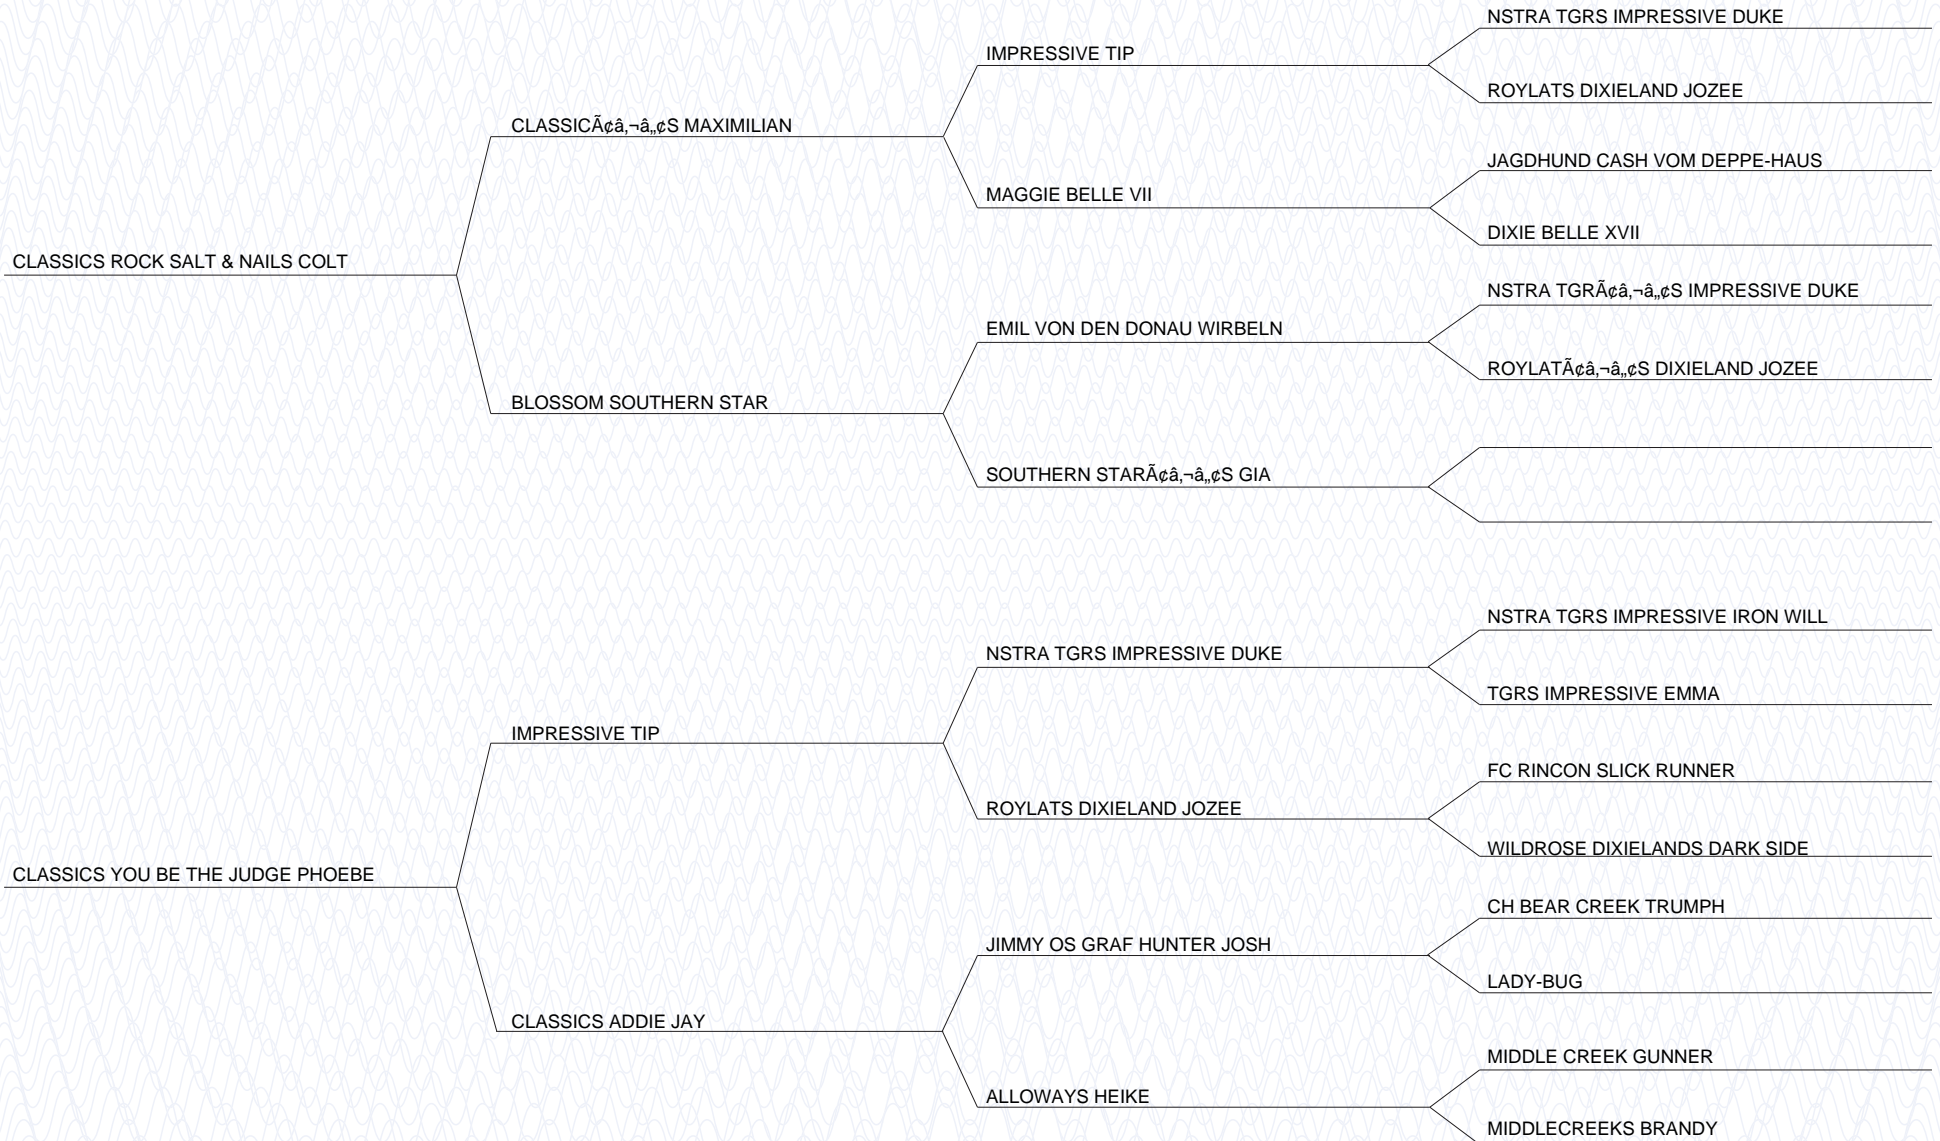 NSTRA TGRS IMPRESSIVE DUKE
IMPRESSIVE TIP
ROYLATS DIXIELAND JOZEE
CLASSICÃ¢â‚¬â„¢S MAXIMILIAN
JAGDHUND CASH VOM DEPPE-HAUS
MAGGIE BELLE VII
DIXIE BELLE XVII
CLASSICS ROCK SALT & NAILS COLT
NSTRA TGRÃ¢â‚¬â„¢S IMPRESSIVE DUKE
EMIL VON DEN DONAU WIRBELN
ROYLATÃ¢â‚¬â„¢S DIXIELAND JOZEE
BLOSSOM SOUTHERN STAR
SOUTHERN STARÃ¢â‚¬â„¢S GIA
NSTRA TGRS IMPRESSIVE IRON WILL
NSTRA TGRS IMPRESSIVE DUKE
TGRS IMPRESSIVE EMMA
IMPRESSIVE TIP
FC RINCON SLICK RUNNER
ROYLATS DIXIELAND JOZEE
WILDROSE DIXIELANDS DARK SIDE
CLASSICS YOU BE THE JUDGE PHOEBE
CH BEAR CREEK TRUMPH
JIMMY OS GRAF HUNTER JOSH
LADY-BUG
CLASSICS ADDIE JAY
MIDDLE CREEK GUNNER
ALLOWAYS HEIKE
MIDDLECREEKS BRANDY